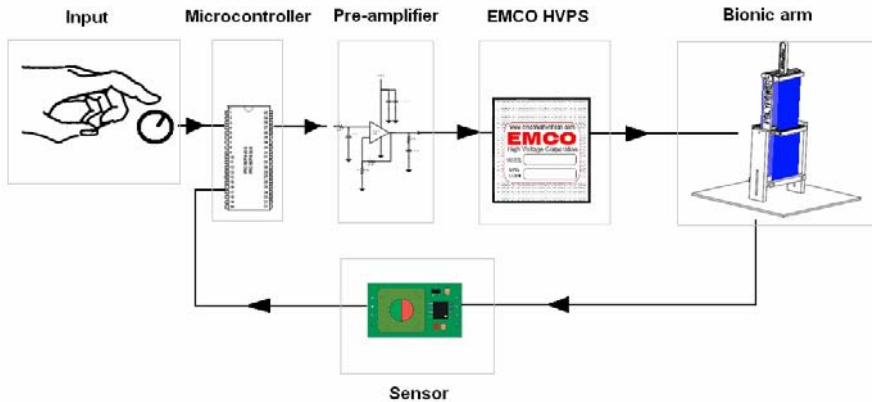 Input
Microcontroller
Pre-amplifier
EMCO HVPS
Bionic arm
EMCO
High Voltage Corporation
Sensor